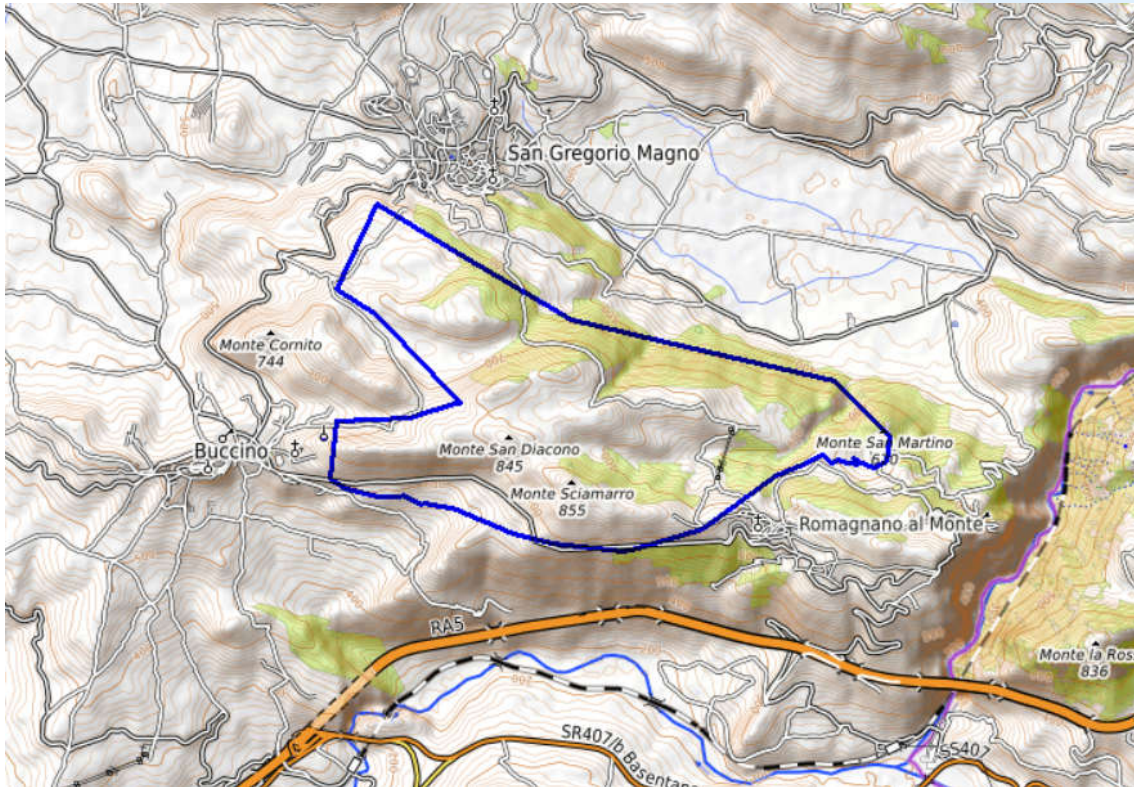 San Gregorio Magno
Monte Cornito
744
Buccino
Monte San Diacono
845
Monte San Martino
Monte Sciamarro
855
Romagnano al Monte
RA5
Monte la Ros
836
SR407/b Basentan
SS407